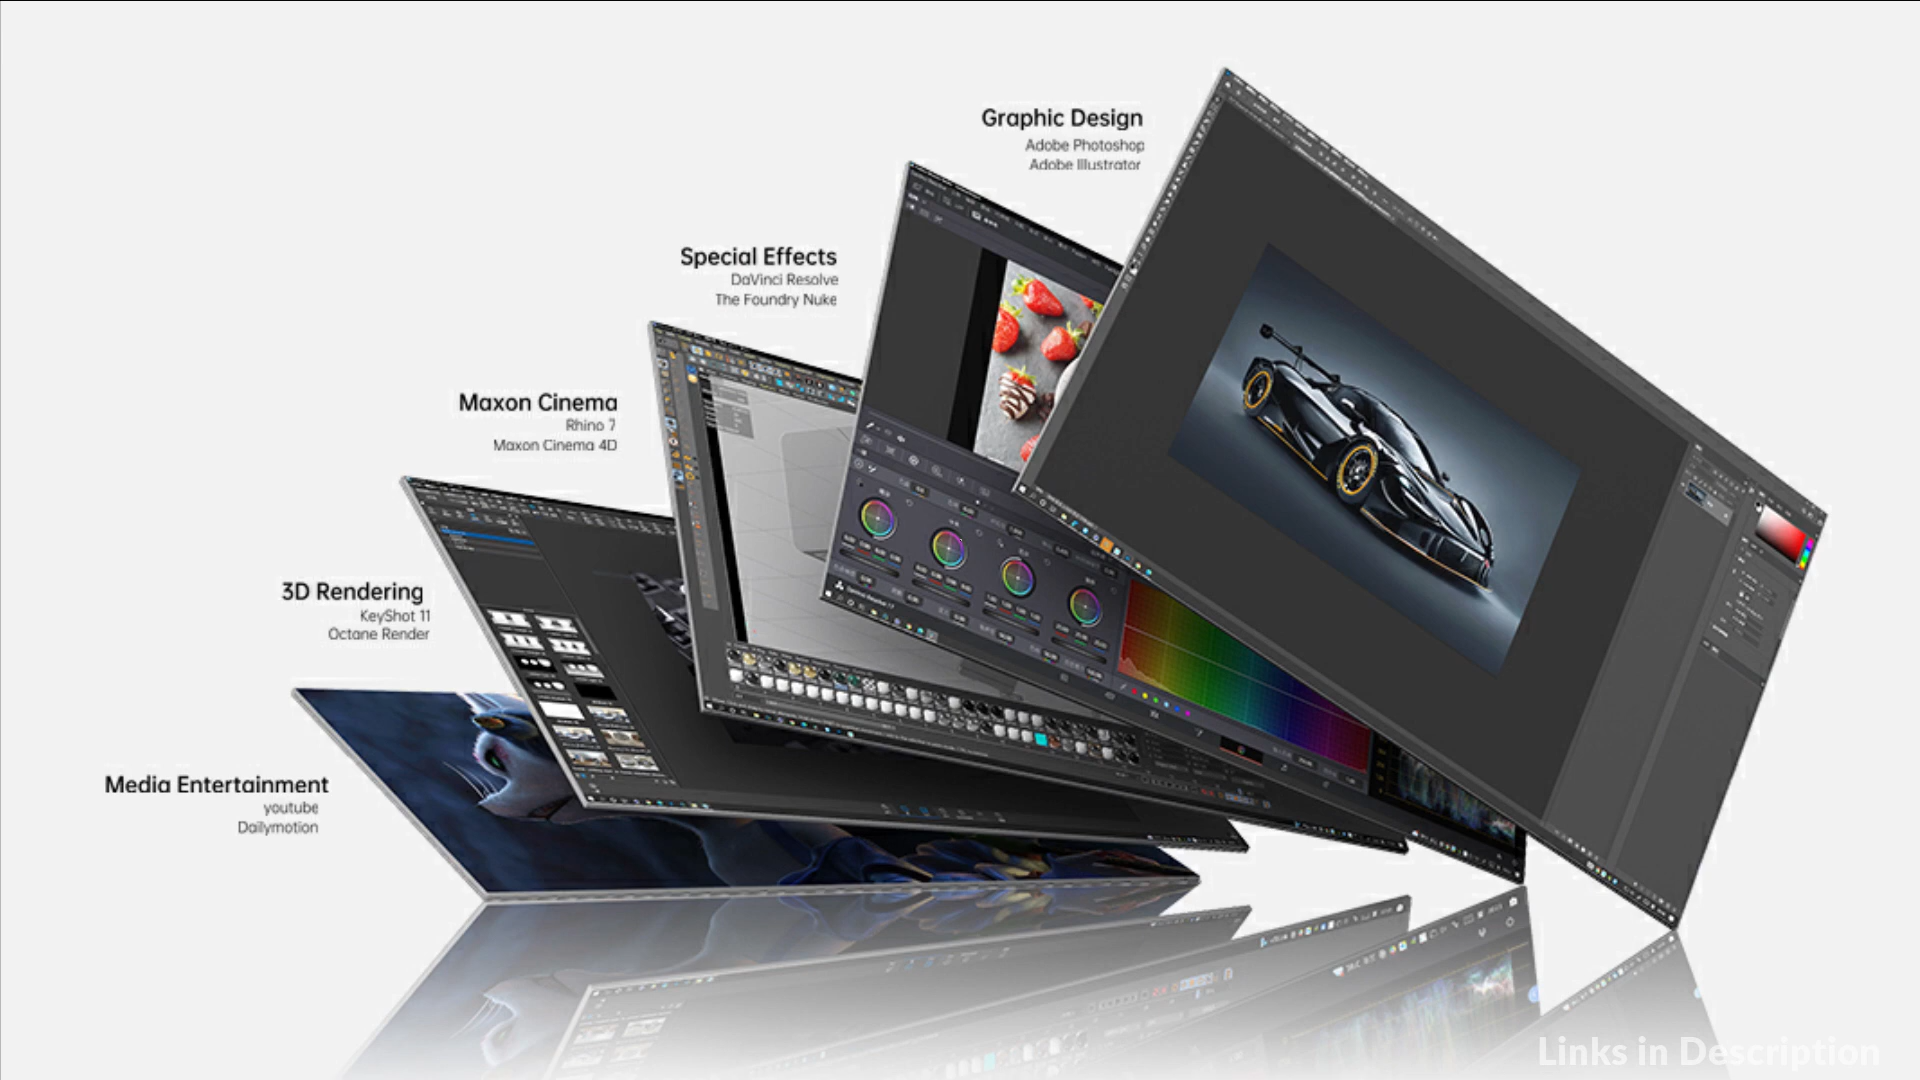 Graphic Design
Adobe Photoshop
Adobe Illustrator
Special Effects
DaVinci Resolve
The Foundry Nuke
Maxon Cinema
Rhino 7
Maxon Cinema 4D
3D Rendering
KeyShot 11
Octane Render
Media Entertainment
youtube
Dailymotion
Links in Description